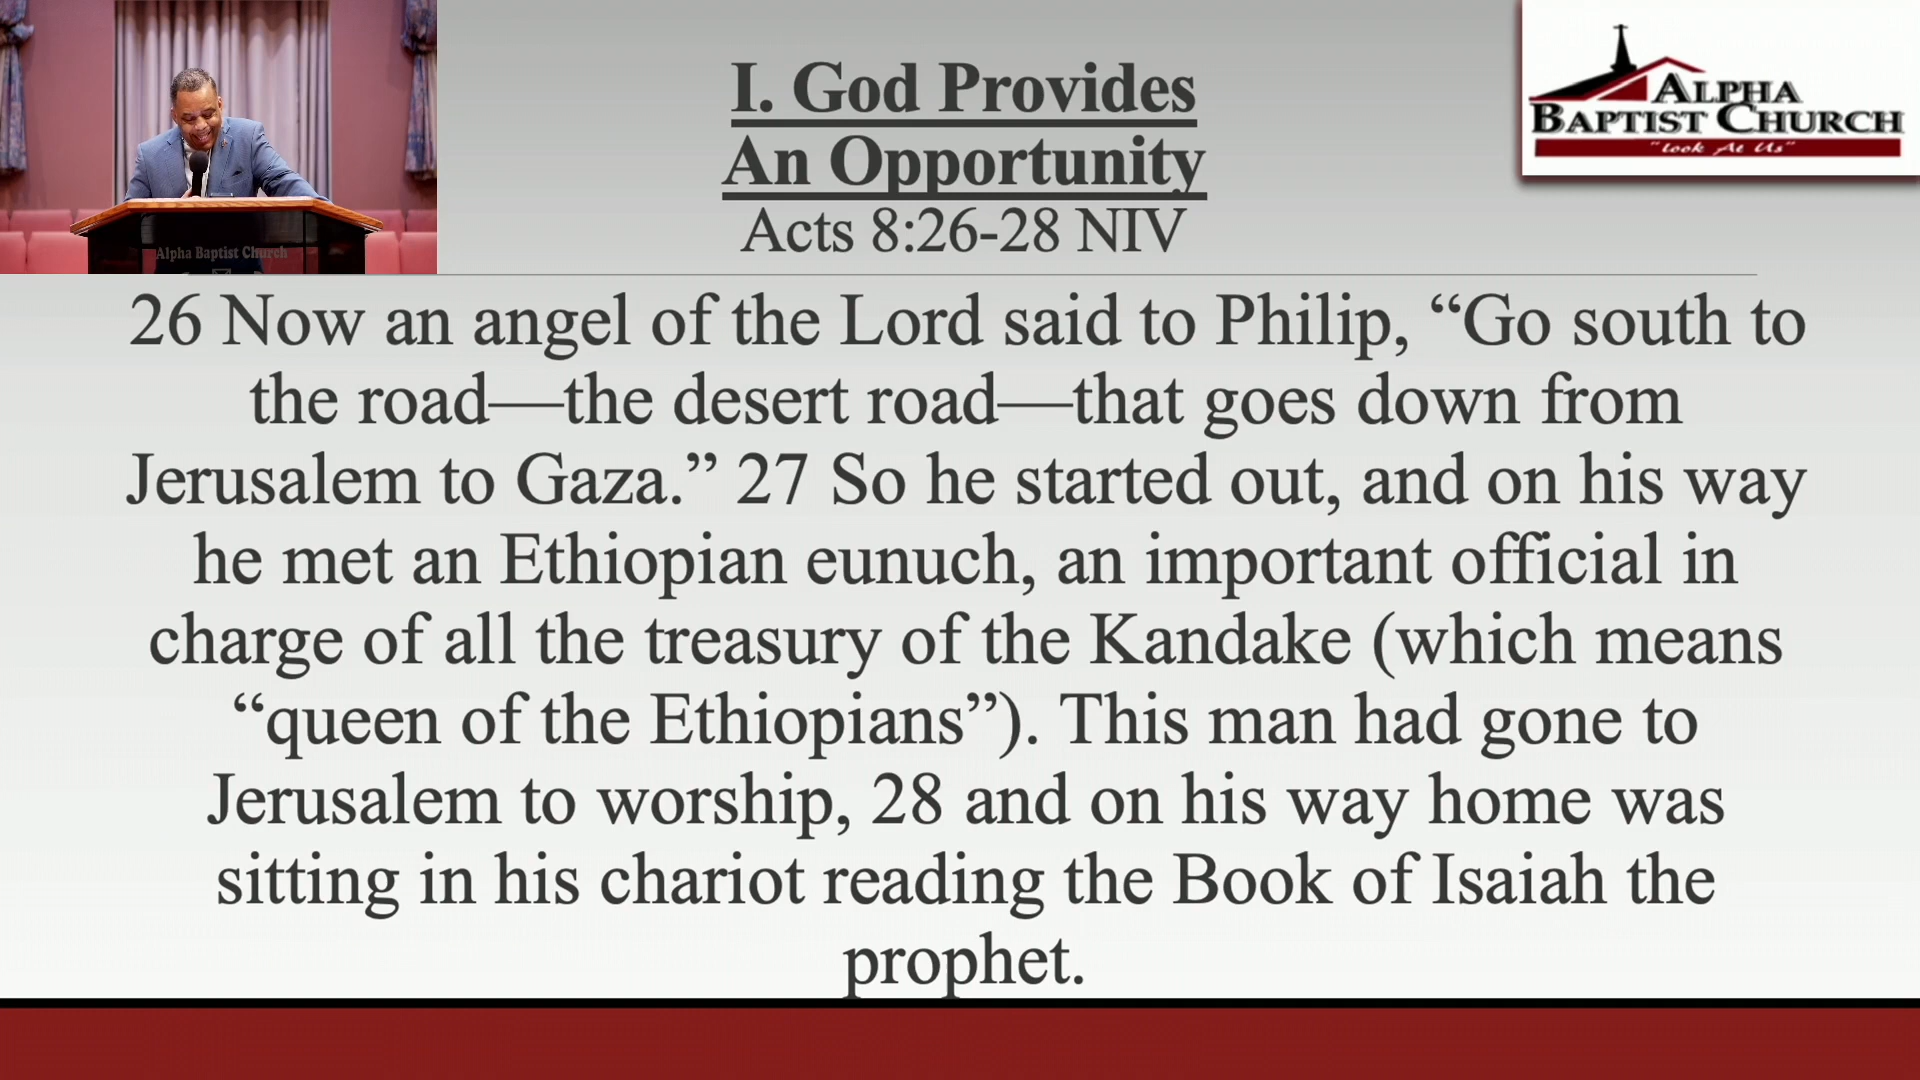 I. God Provides
An Opportunity
Acts 8:26-28 NIV
ALPHA
BAPTIST CHURCH
"Look At Us"
Alpha Baptist Church
26 Now an angel of the Lord said to Philip, “Go south to
the road—the desert road—that goes down from
Jerusalem to Gaza.” 27 So he started out, and on his way
he met an Ethiopian eunuch, an important official in
charge of all the treasury of the Kandake (which means
“queen of the Ethiopians”). This man had gone to
Jerusalem to worship, 28 and on his way home was
sitting in his chariot reading the Book of Isaiah the
prophet.